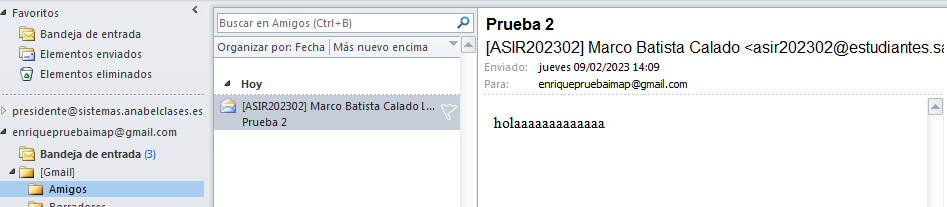 Favoritos
Bandeja de entrada
Elementos enviados
Elementos eliminados
presidente@sistemas.anabelclases.es
enriquepruebaimap@gmail.com
Bandeja de entrada (3)
[Gmail]
Amigos
Borradores
Buscar en Amigos (Ctrl+B)
Organizar por: Fecha
Más nuevo encima
Hoy
[ASIR202302] Marco Batista Calado L...
Prueba 2
Prueba 2
[ASIR202302] Marco Batista Calado <asir202302@estudiantes.sa
Enviado: jueves 09/02/2023 14:09
Para: enriquepruebaimap@gmail.com
holaaaaaaaaaaaaa